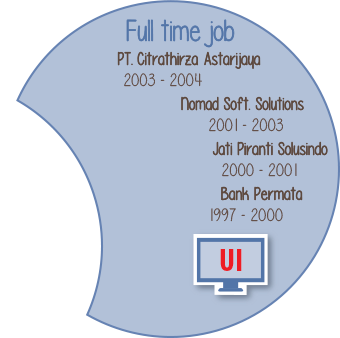 Full time job
PT. Citrathirza Astarijaya
2003 - 2004
Nomad Soft. Solutions
2001 - 2003
Jati Piranti Solusindo
2000 - 2001
Bank Permata
1997 - 2000
UI